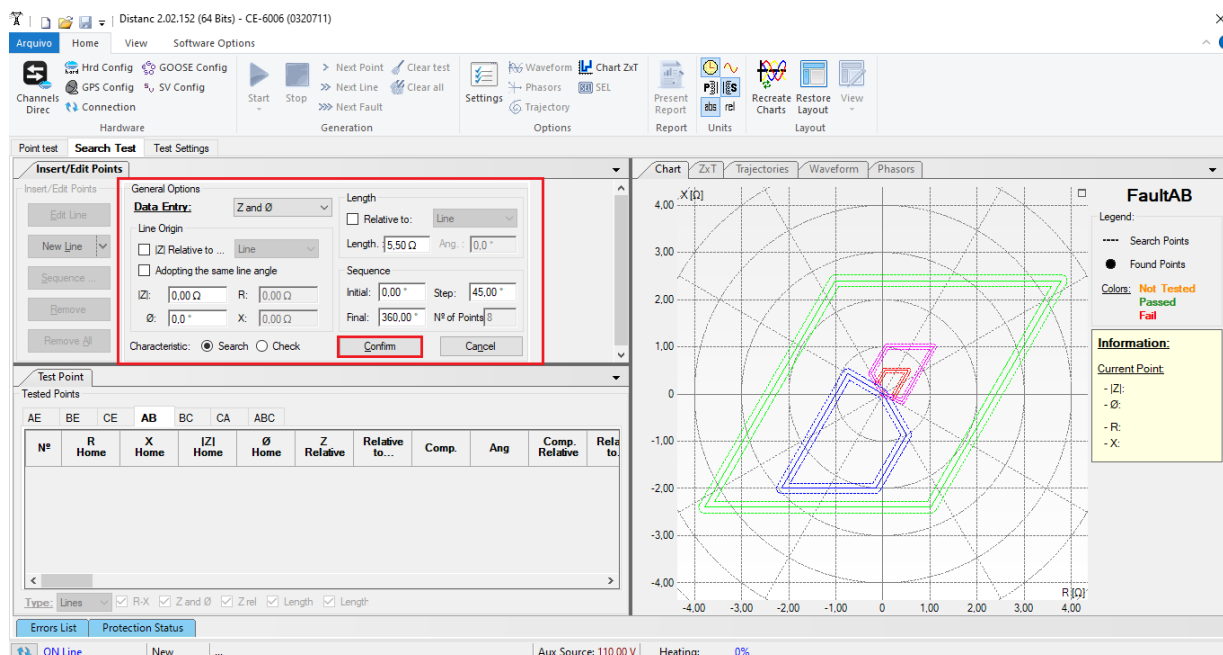 Distanc 2.02.152 (64 Bits) - CE-6006 (0320711)
Arquivo Home View Software Options
Hrd Config GOOSE Config
GPS Config SV Config
Channels Direc Connection
Hardware
Start Stop
Next Point Clear test
Next Line Clear all
Next Fault
Generation
Settings
Waveform Chart ZxT
Phasors SEL
Trajectory
Options
Present Report
Report
abs rel
Units
Recreate Charts Restore Layout View
Layout
Point test Search Test Test Settings
Insert/Edit Points
Insert/Edit Points
Edit Line
New Line
Sequence ...
Remove
Remove All
General Options
Data Entry: Z and Ø
Line Origin
|Z| Relative to ... Line
Adopting the same line angle
|Z|: 0,00 Ω R: 0,00 Ω
Ø: 0,0 ° X: 0,00 Ω
Characteristic: Search Check
Length
Relative to: Line
Length. : 5,50 Ω Ang. : 0,0 °
Sequence
Initial: 0,00 ° Step: 45,00 °
Final: 360,00 ° Nº of Points 8
Confirm Cancel
Test Point
Tested Points
AE BE CE AB BC CA ABC
Nº R Home X Home |Z| Home Ø Home Z Relative Relative to... Comp. Ang Comp. Relative Rela to.
Type: Lines R-X Z and Ø Z rel Length Length
Errors List Protection Status
ON Line New ... Aux Source: 110.00 V Heating: 0%
Chart ZxT Trajectories Waveform Phasors
X [Ω]
4,00
3,00
2,00
1,00
0
-1,00
-2,00
-3,00
-4,00
R [Ω]
-4,00 -3,00 -2,00 -1,00 0 1,00 2,00 3,00 4,00
FaultAB
Legend:
Search Points
Found Points
Colors: Not Tested
Passed
Fail
Information:
Current Point:
- |Z|:
- Ø:
- R:
- X: